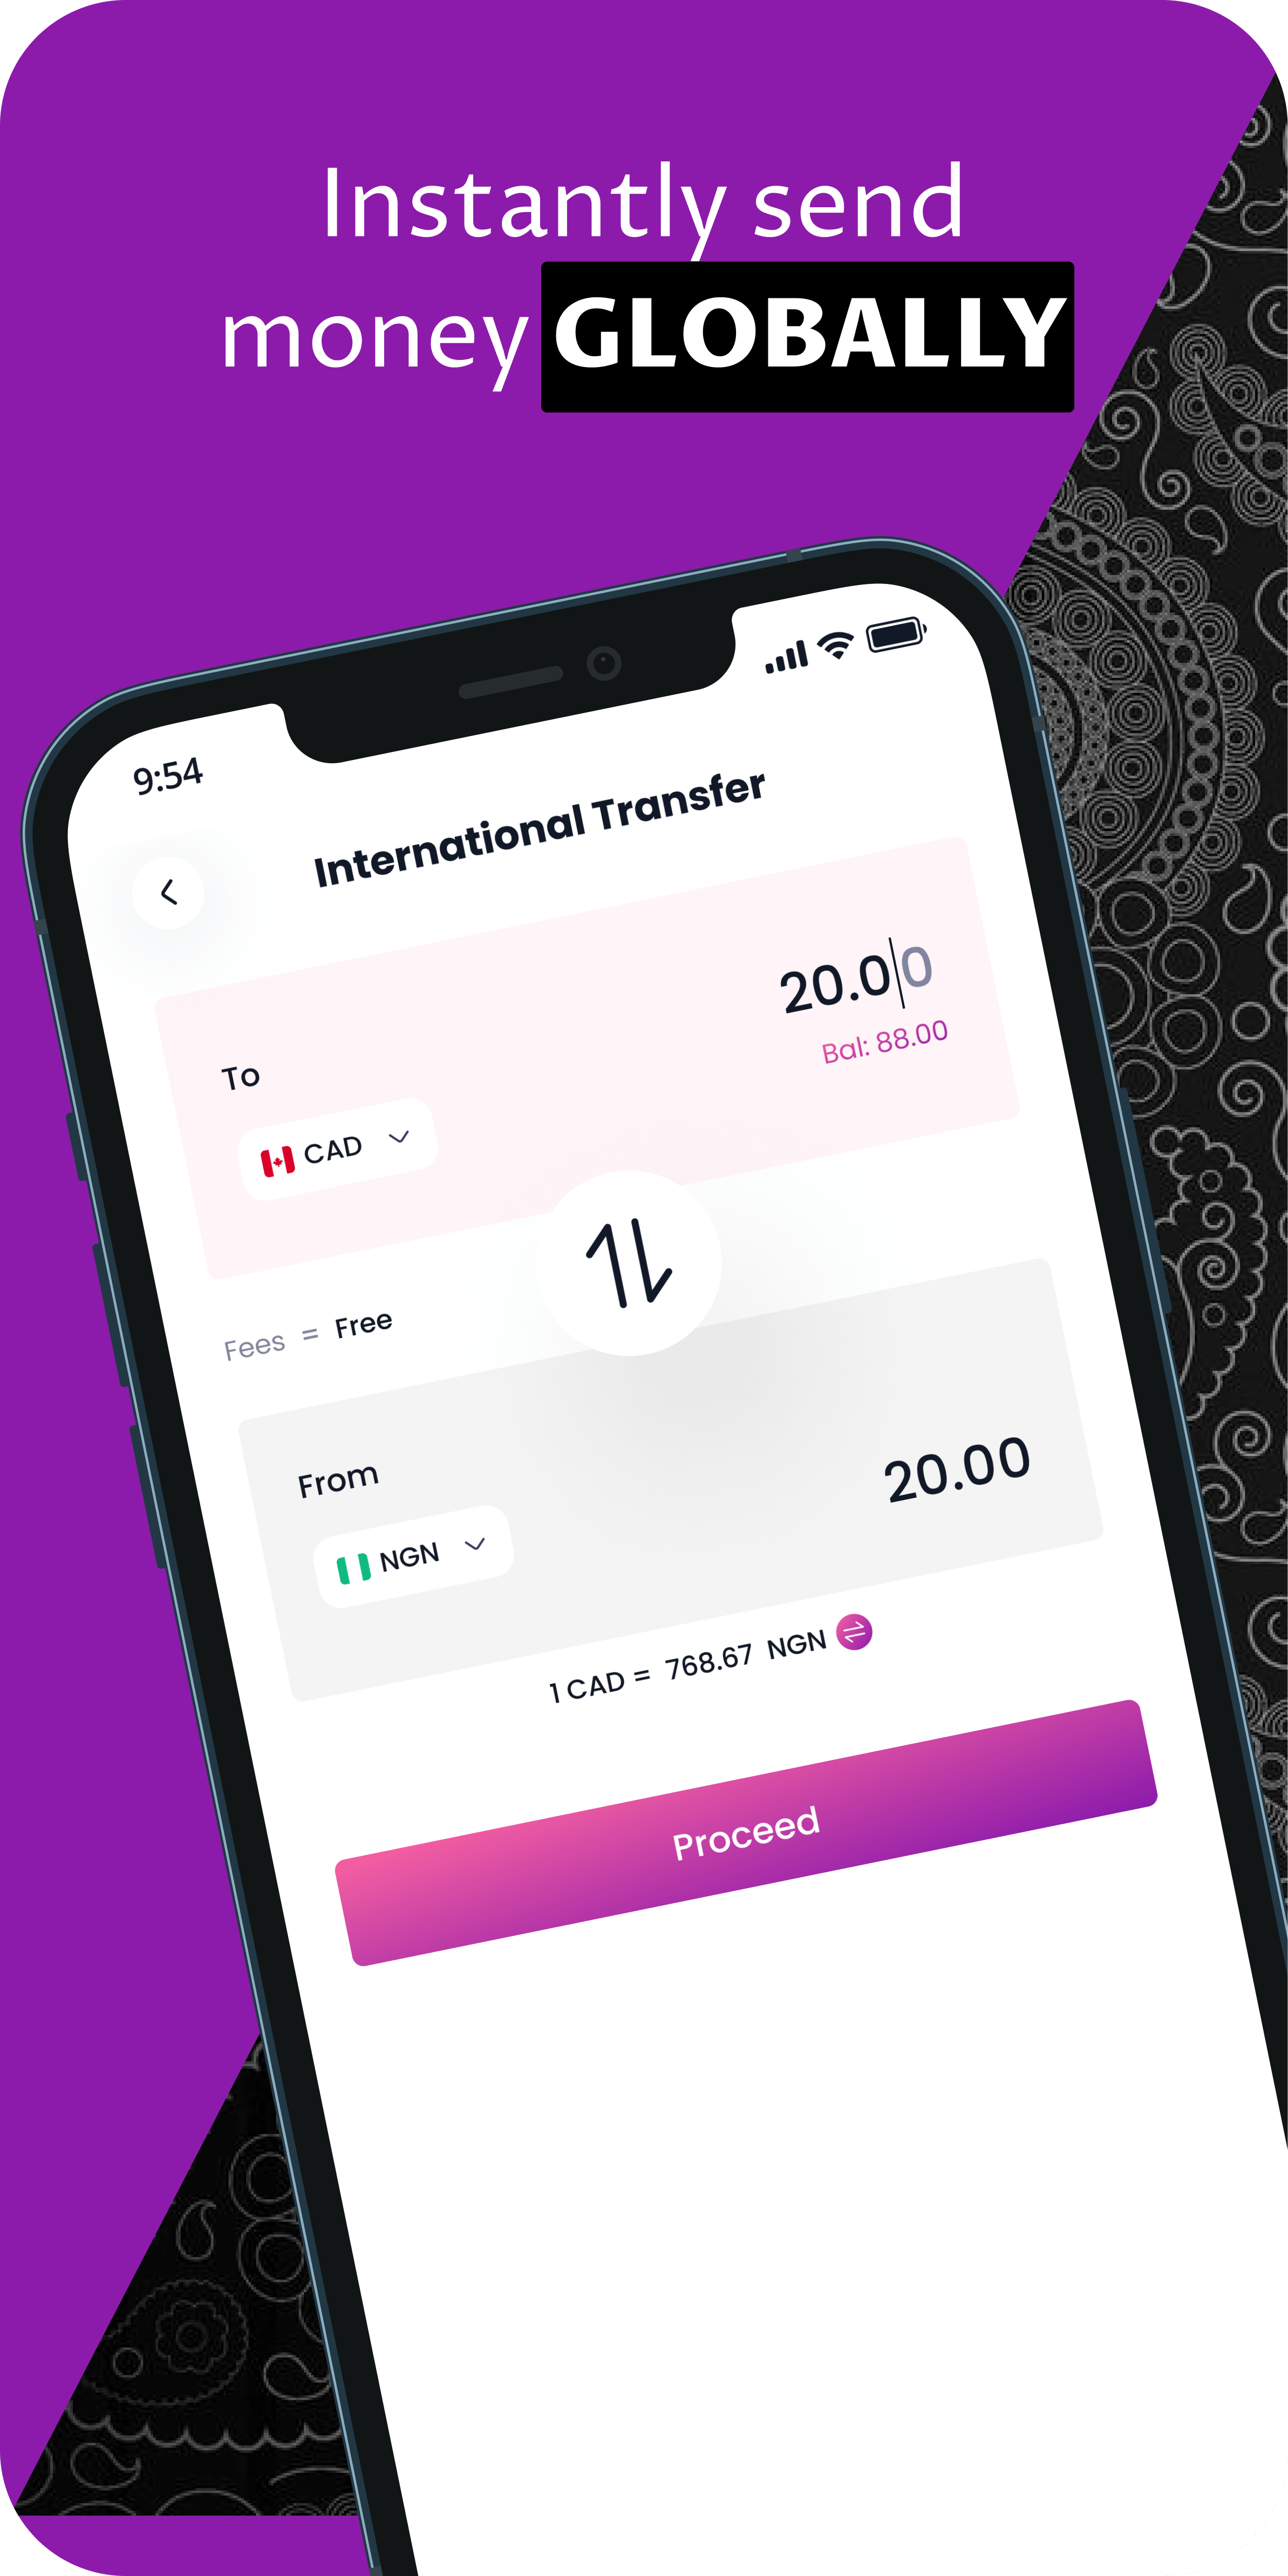 Instantly send
money GLOBALLY
9:54
International Transfer
20.00
Bal: 88.00
To
CAD
Fees = Free
From
20.00
NGN
1 CAD = 768.67 NGN
Proceed